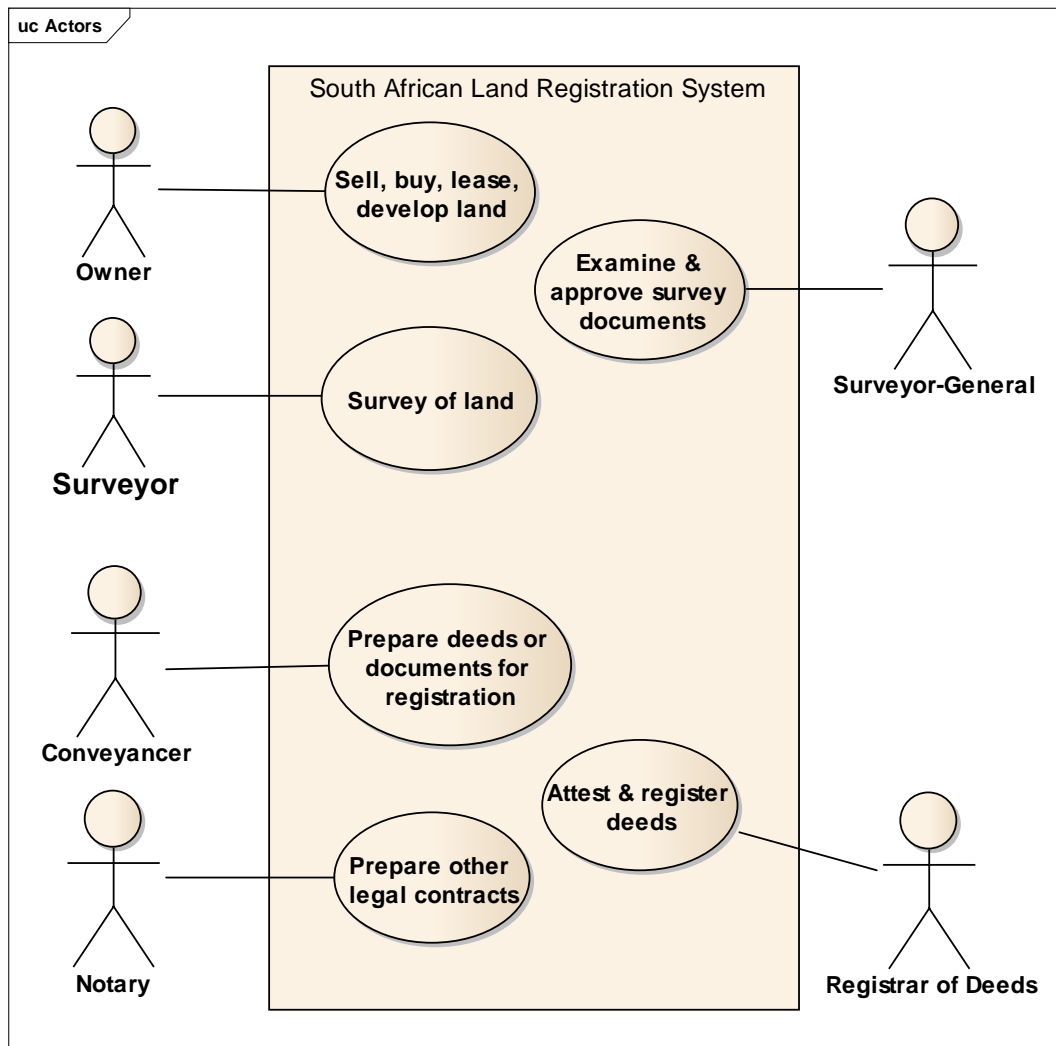 uc Actors
South African Land Registration System
Sell, buy, lease,
develop land
Owner
Examine &
approve survey
documents
Surveyor-General
Survey of land
Surveyor
Prepare deeds or
documents for
registration
Conveyancer
Attest & register
deeds
Prepare other
legal contracts
Notary
Registrar of Deeds